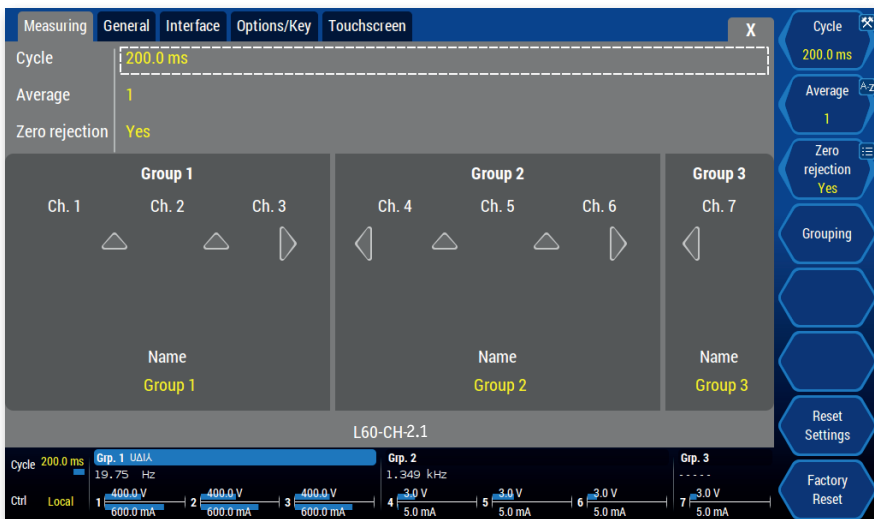 Measuring General Interface Options/Key Touchscreen X
Cycle 200.0 ms
Average 1
Zero rejection Yes
Group 1 Group 2 Group 3
Ch. 1 Ch. 2 Ch. 3 Ch. 4 Ch. 5 Ch. 6 Ch. 7
Name Name Name
Group 1 Group 2 Group 3
L60-CH-2.1
Cycle 200.0 ms Grp. 1 U∆I⅄ Grp. 2 Grp. 3
19.75 Hz 1.349 kHz -----
Ctrl Local 1 400.0 V 2 400.0 V 3 400.0 V 4 3.0 V 5 3.0 V 6 3.0 V 7 3.0 V
600.0 mA 600.0 mA 600.0 mA 5.0 mA 5.0 mA 5.0 mA 5.0 mA
Cycle
200.0 ms
Average A-Z
1
Zero
rejection
Yes
Grouping
Reset
Settings
Factory
Reset